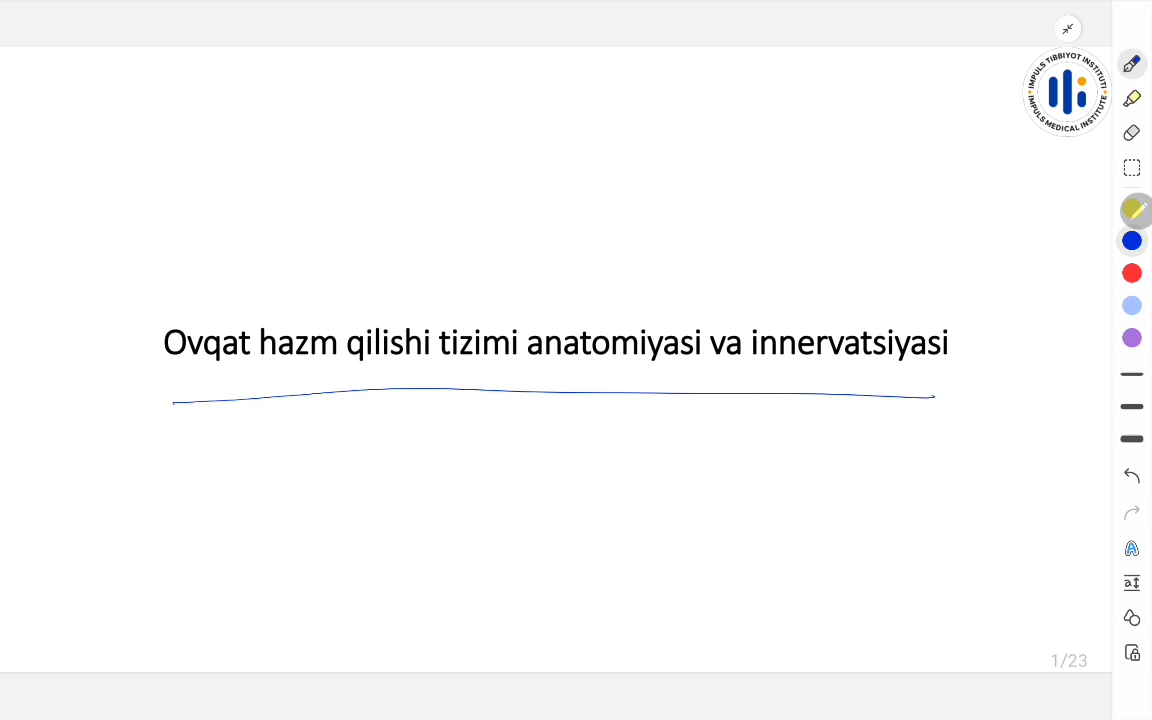 IMPULS TIBBIYOT INSTITUTI
IMPULS MEDICAL INSTITUTE
Ovqat hazm qilishi tizimi anatomiyasi va innervatsiyasi
1/23
A
a